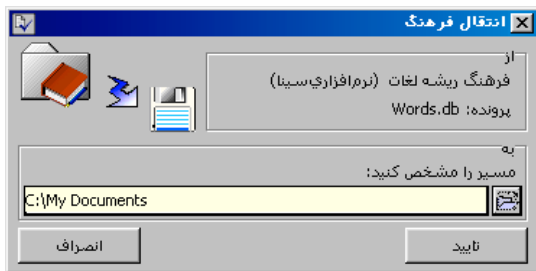 انتقال فرهنگ
از
فرهنگ ریشه لغات (نرم‌افزاری‌سینا)
پرونده: Words.db
به
مسیر را مشخص کنید:
C:\My Documents
تایید
انصراف